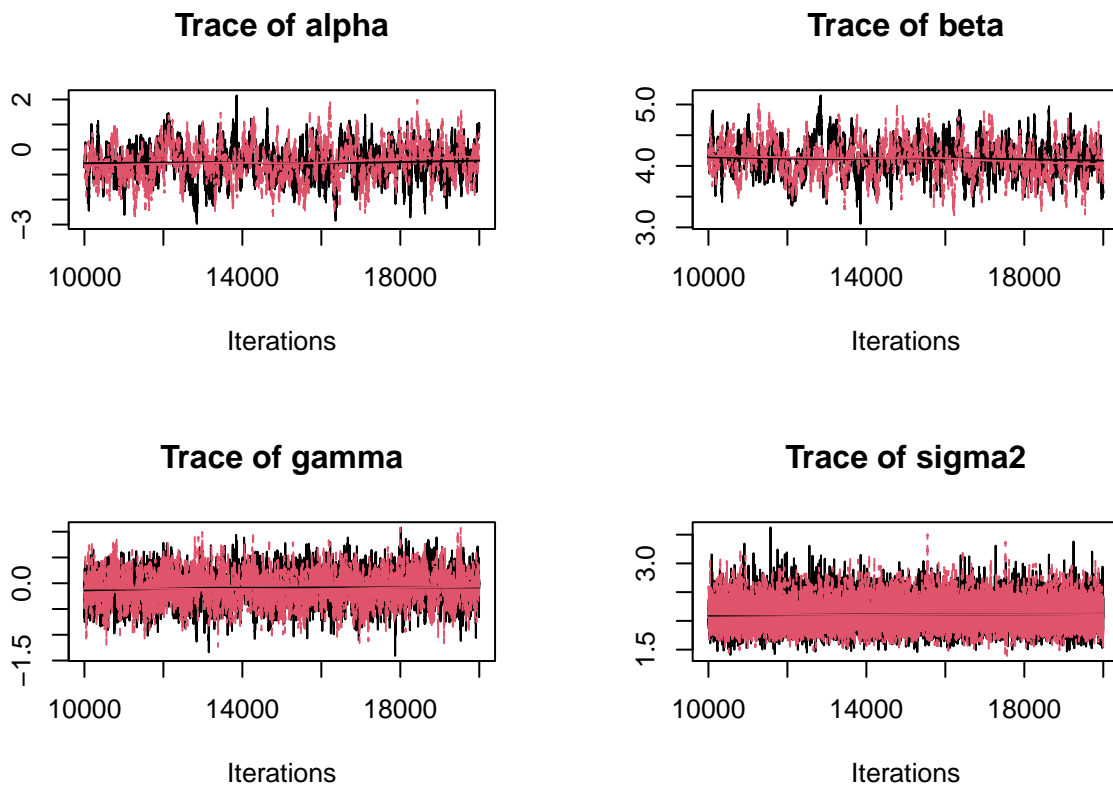 Trace of alpha
2
0
−3
10000 14000 18000
Iterations
Trace of beta
5.0
4.0
3.0
10000 14000 18000
Iterations
Trace of gamma
0.0
−1.5
10000 14000 18000
Iterations
Trace of sigma2
3.0
1.5
10000 14000 18000
Iterations